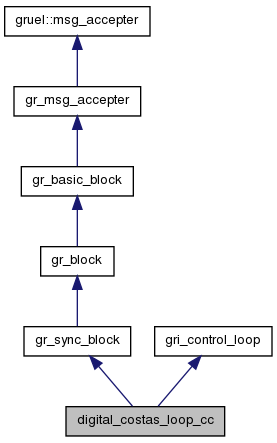 gruel::msg_accepter
gr_msg_accepter
gr_basic_block
gr_block
gr_sync_block
gri_control_loop
digital_costas_loop_cc